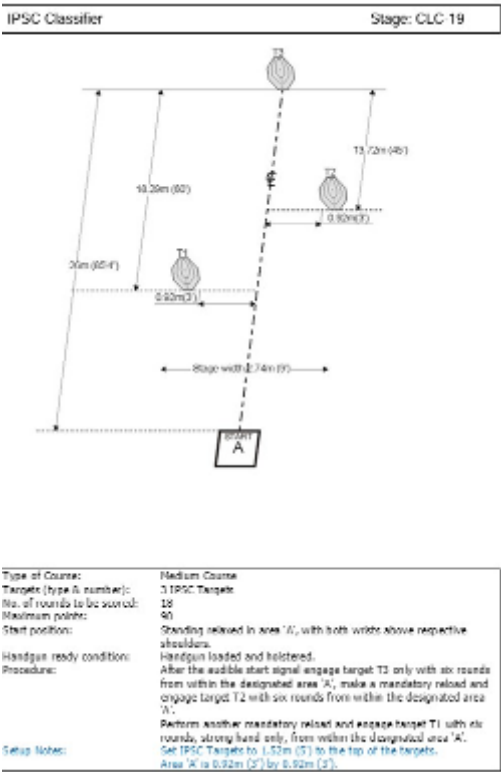 IPSC Classifier Stage: CLC-19
T3
13.72m (45')
18.29m (60')
T2
0.92m(3')
26m (85'4")
T1
0.92m(3')
Stage width 2.74m (9')
START
A
Type of Course: Medium Course
Targets (type & number): 3 IPSC Targets
No. of rounds to be scored: 18
Maximum points: 90
Start position: Standing relaxed in area 'A', with both wrists above respective
shoulders.
Handgun ready condition: Handgun loaded and holstered.
Procedure: After the audible start signal engage target T3 only with six rounds
from within the designated area 'A', make a mandatory reload and
engage target T2 with six rounds from within the designated area
'A'.
Perform another mandatory reload and engage target T1 with six
rounds, strong hand only, from within the designated area 'A'.
Setup Notes: Set IPSC Targets to 1.52m (5') to the top of the targets.
Area 'A' is 0.92m (3') by 0.92m (3').